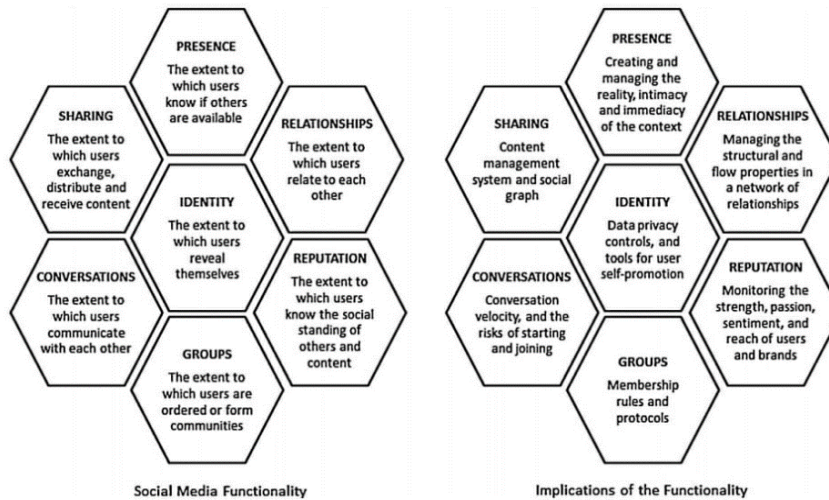 PRESENCE
The extent to
which users
know if others
are available
SHARING
The extent to
which users
exchange,
distribute and
receive content
RELATIONSHIPS
The extent to
which users
relate to each
other
IDENTITY
The extent to
which users
reveal
themselves
CONVERSATIONS
The extent to
which users
communicate
with each other
REPUTATION
The extent to
which users
know the social
standing of
others and
content
GROUPS
The extent to
which users are
ordered or form
communities
Social Media Functionality
PRESENCE
Creating and
managing the
reality, intimacy
and immediacy
of the context
SHARING
Content
management
system and social
graph
RELATIONSHIPS
Managing the
structural and
flow properties in
a network of
relationships
IDENTITY
Data privacy
controls, and
tools for user
self-promotion
CONVERSATIONS
Conversation
velocity, and the
risks of starting
and joining
REPUTATION
Monitoring the
strength, passion,
sentiment, and
reach of users
and brands
GROUPS
Membership
rules and
protocols
Implications of the Functionality